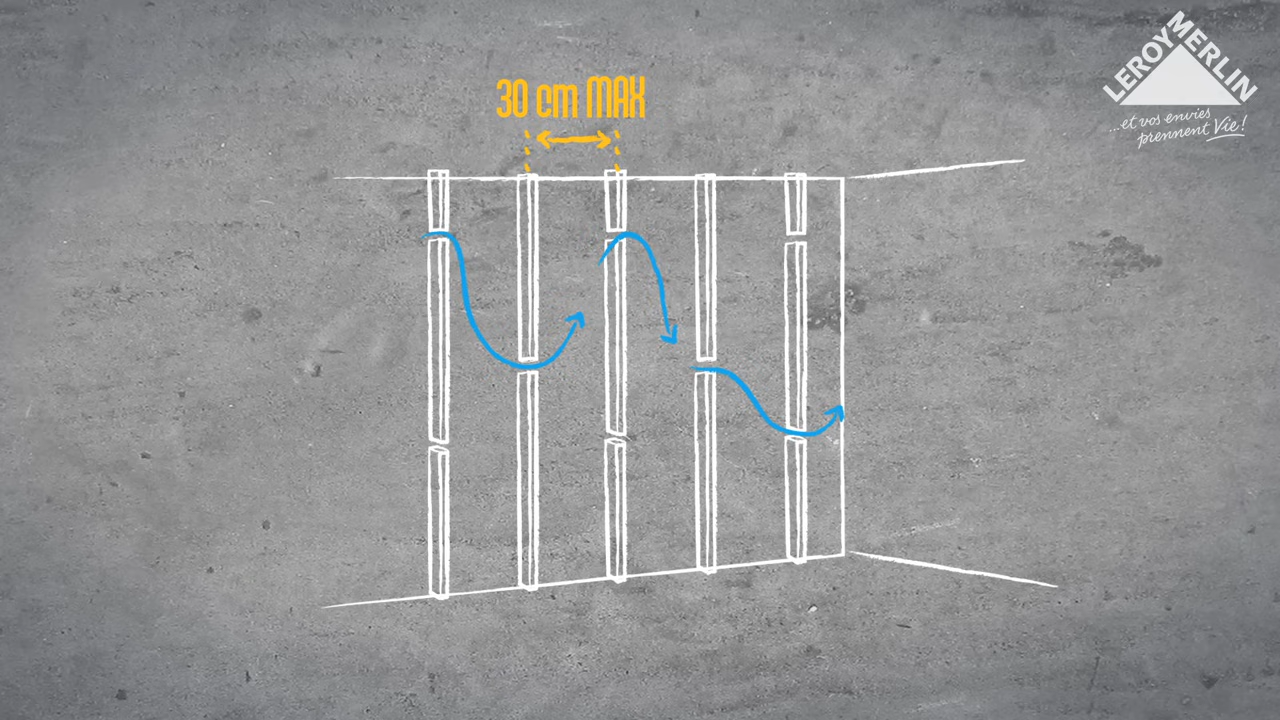 LEROY MERLIN
...et vos envies
prennent Vie!
30 cm MAX